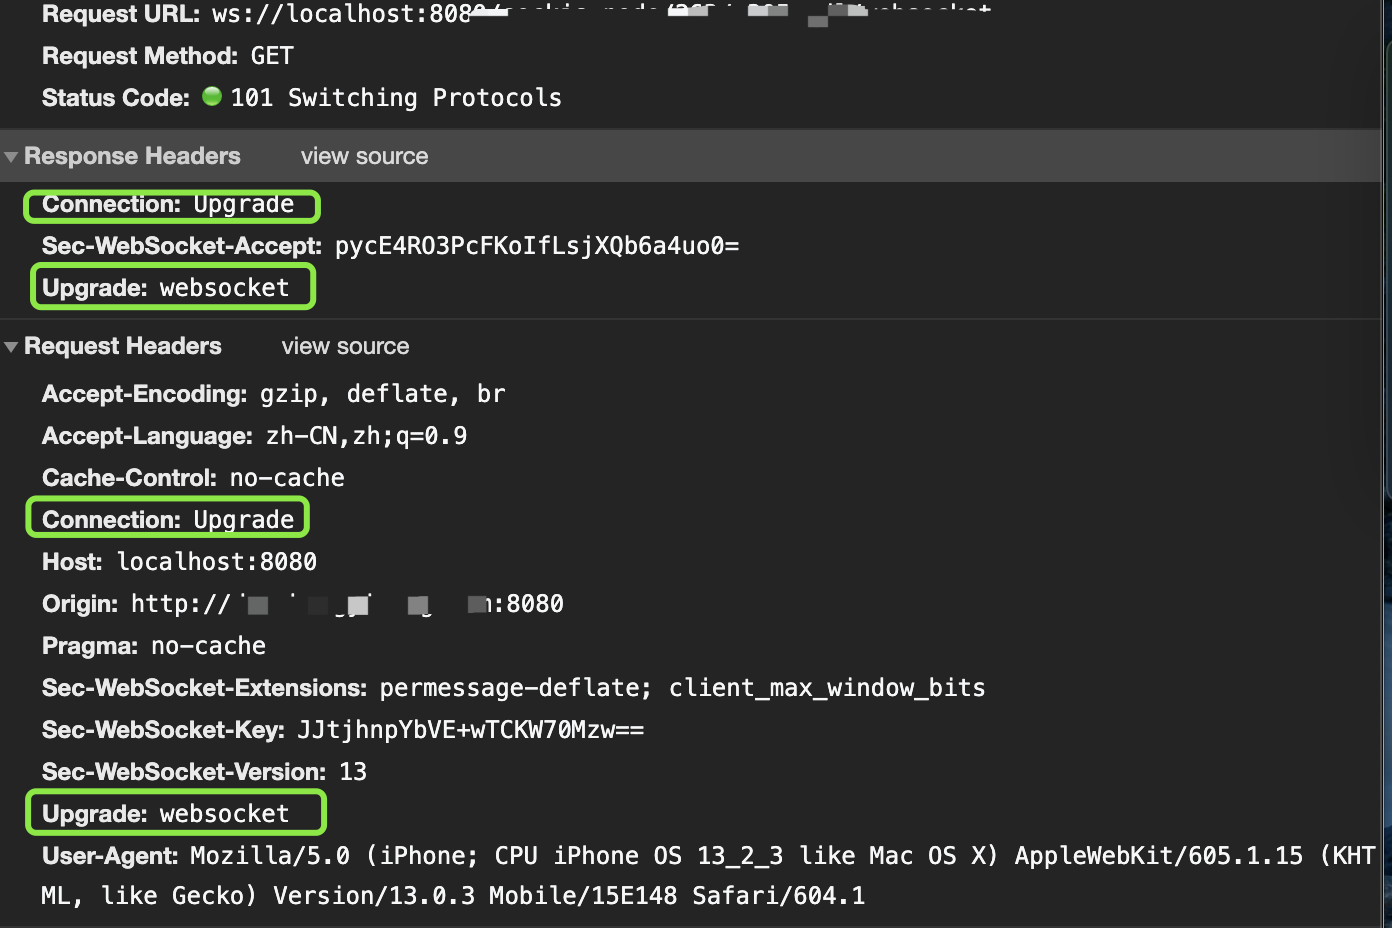 Request URL: ws://localhost:8080
Request Method: GET
Status Code: 101 Switching Protocols
Response Headers view source
Connection: Upgrade
Sec-WebSocket-Accept: pycE4RO3PcFKoIfLsjXQb6a4uo0=
Upgrade: websocket
Request Headers view source
Accept-Encoding: gzip, deflate, br
Accept-Language: zh-CN,zh;q=0.9
Cache-Control: no-cache
Connection: Upgrade
Host: localhost:8080
Origin: http:// :8080
Pragma: no-cache
Sec-WebSocket-Extensions: permessage-deflate; client_max_window_bits
Sec-WebSocket-Key: JJtjhnpYbVE+wTCKW70Mzw==
Sec-WebSocket-Version: 13
Upgrade: websocket
User-Agent: Mozilla/5.0 (iPhone; CPU iPhone OS 13_2_3 like Mac OS X) AppleWebKit/605.1.15 (KHT
ML, like Gecko) Version/13.0.3 Mobile/15E148 Safari/604.1